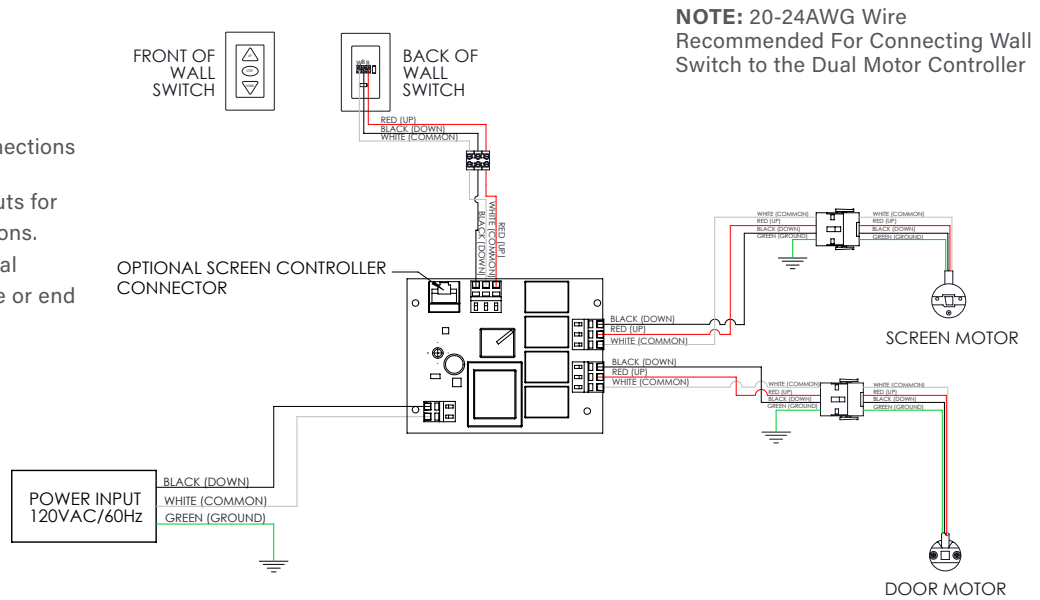 NOTE: 20-24AWG Wire
Recommended For Connecting Wall
Switch to the Dual Motor Controller
FRONT OF
WALL
SWITCH
BACK OF
WALL
SWITCH
RED (UP)
BLACK (DOWN)
WHITE (COMMON)
nections
uts for
ons.
al
e or end
BLACK (DOWN)
WHITE (COMMON)
RED (UP)
OPTIONAL SCREEN CONTROLLER
CONNECTOR
WHITE (COMMON)
RED (UP)
BLACK (DOWN)
GREEN (GROUND)
WHITE (COMMON)
RED (UP)
BLACK (DOWN)
GREEN (GROUND)
SCREEN MOTOR
BLACK (DOWN)
RED (UP)
WHITE (COMMON)
BLACK (DOWN)
RED (UP)
WHITE (COMMON)
WHITE (COMMON)
RED (UP)
BLACK (DOWN)
GREEN (GROUND)
WHITE (COMMON)
RED (UP)
BLACK (DOWN)
GREEN (GROUND)
DOOR MOTOR
POWER INPUT
120VAC/60Hz
BLACK (DOWN)
WHITE (COMMON)
GREEN (GROUND)